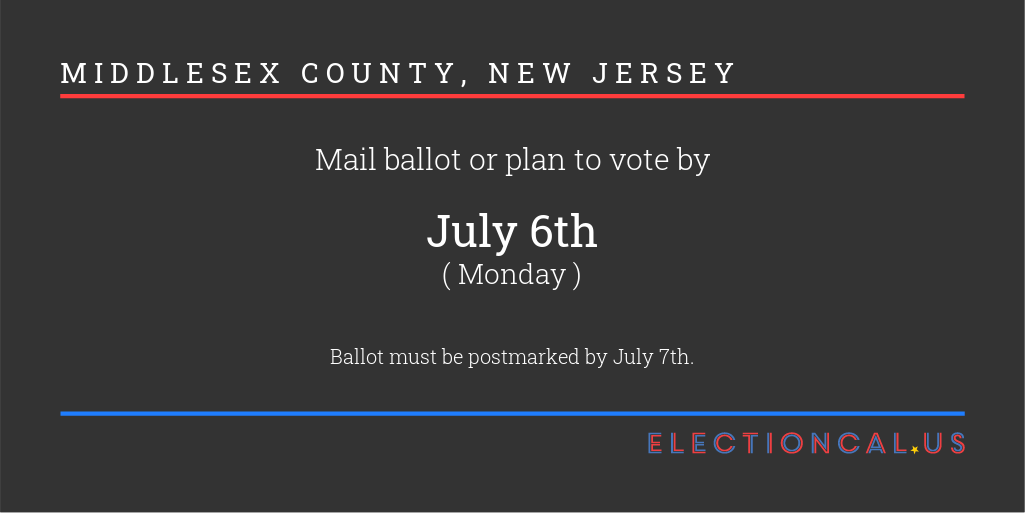 MIDDLESEX COUNTY, NEW JERSEY
Mail ballot or plan to vote by
July 6th
( Monday )
Ballot must be postmarked by July 7th.
ELECTIONCAL.US